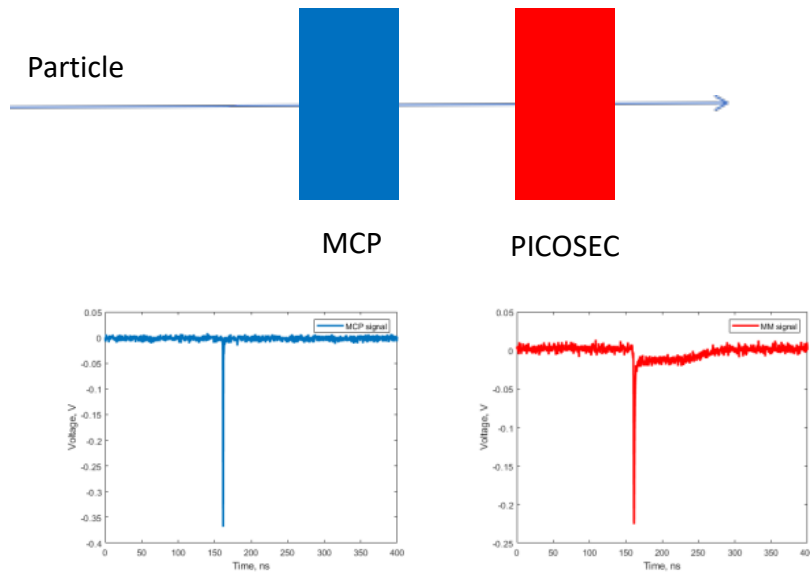 Particle
MCP
PICOSEC
0.05
0
-0.05
-0.1
-0.15
-0.2
-0.25
-0.3
-0.35
-0.4
Voltage, V
MCP signal
0 50 100 150 200 250 300 350 400
Time, ns
0.05
0
-0.05
-0.1
-0.15
-0.2
-0.25
Voltage, V
MM signal
0 50 100 150 200 250 300 350 400
Time, ns